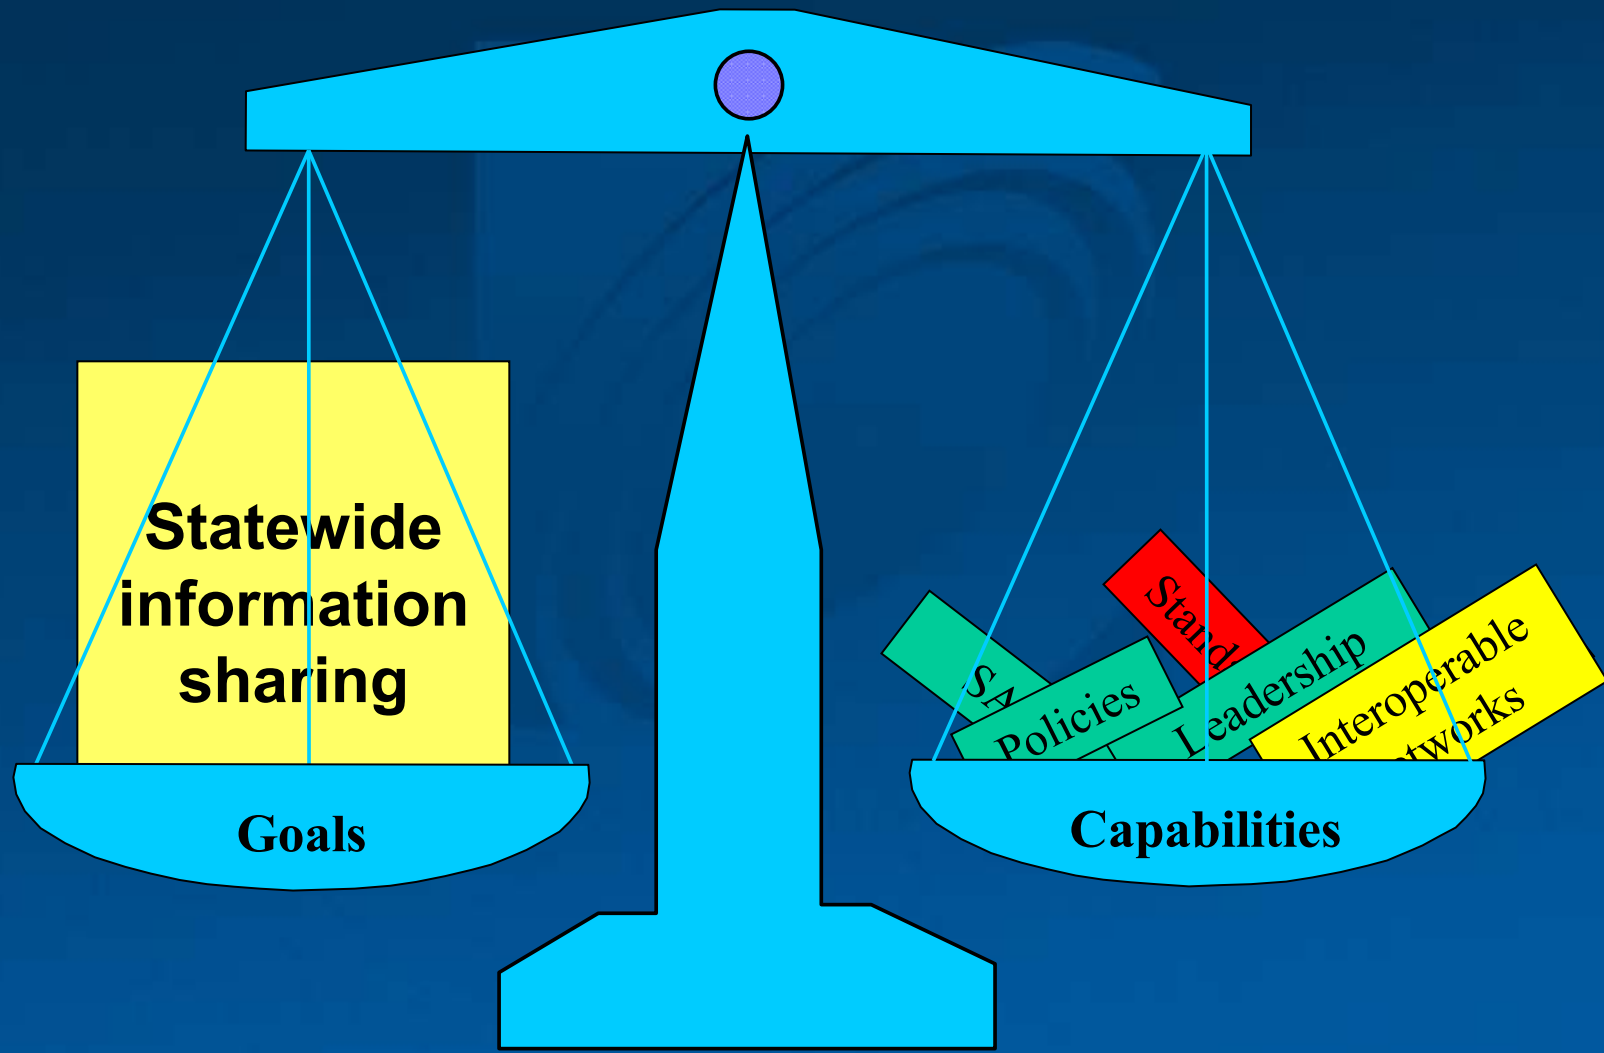 Statewide
information
sharing
Goals
Policies
Leadership
Interoperable
Capabilities